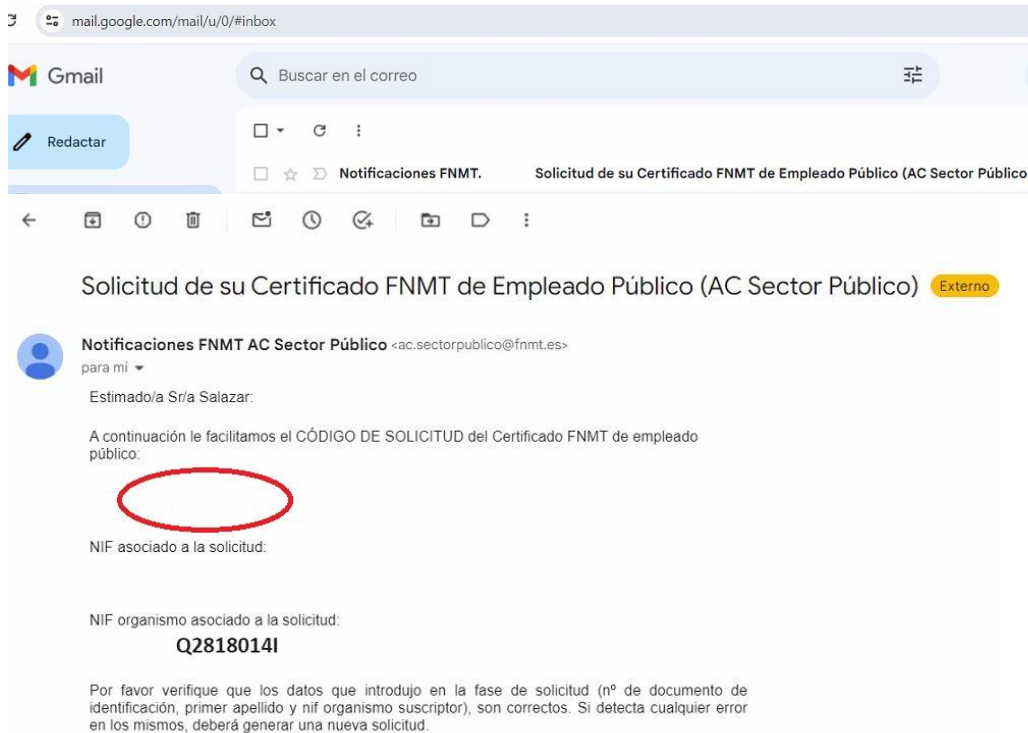 mail.google.com/mail/u/0/#inbox
Gmail
Buscar en el correo
Redactar
Notificaciones FNMT. Solicitud de su Certificado FNMT de Empleado Público (AC Sector Público
Solicitud de su Certificado FNMT de Empleado Público (AC Sector Público) Externo
Notificaciones FNMT AC Sector Público <ac.sectorpublico@fnmt.es>
para mí
Estimado/a Sr/a Salazar:
A continuación le facilitamos el CÓDIGO DE SOLICITUD del Certificado FNMT de empleado
público:
NIF asociado a la solicitud:
NIF organismo asociado a la solicitud:
Q2818014I
Por favor verifique que los datos que introdujo en la fase de solicitud (nº de documento de
identificación, primer apellido y nif organismo suscriptor), son correctos. Si detecta cualquier error
en los mismos, deberá generar una nueva solicitud.